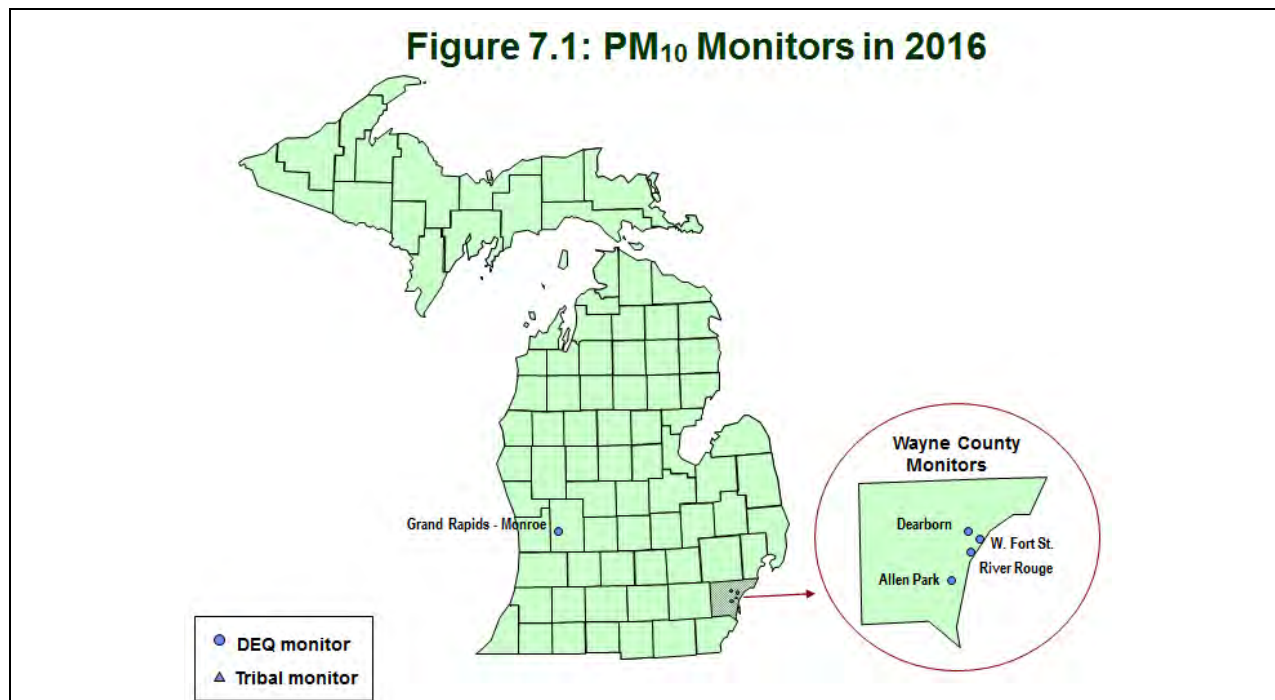 Figure 7.1: PM₁₀ Monitors in 2016
Wayne County
Monitors
Grand Rapids - Monroe
Dearborn
W. Fort St.
River Rouge
Allen Park
DEQ monitor
Tribal monitor